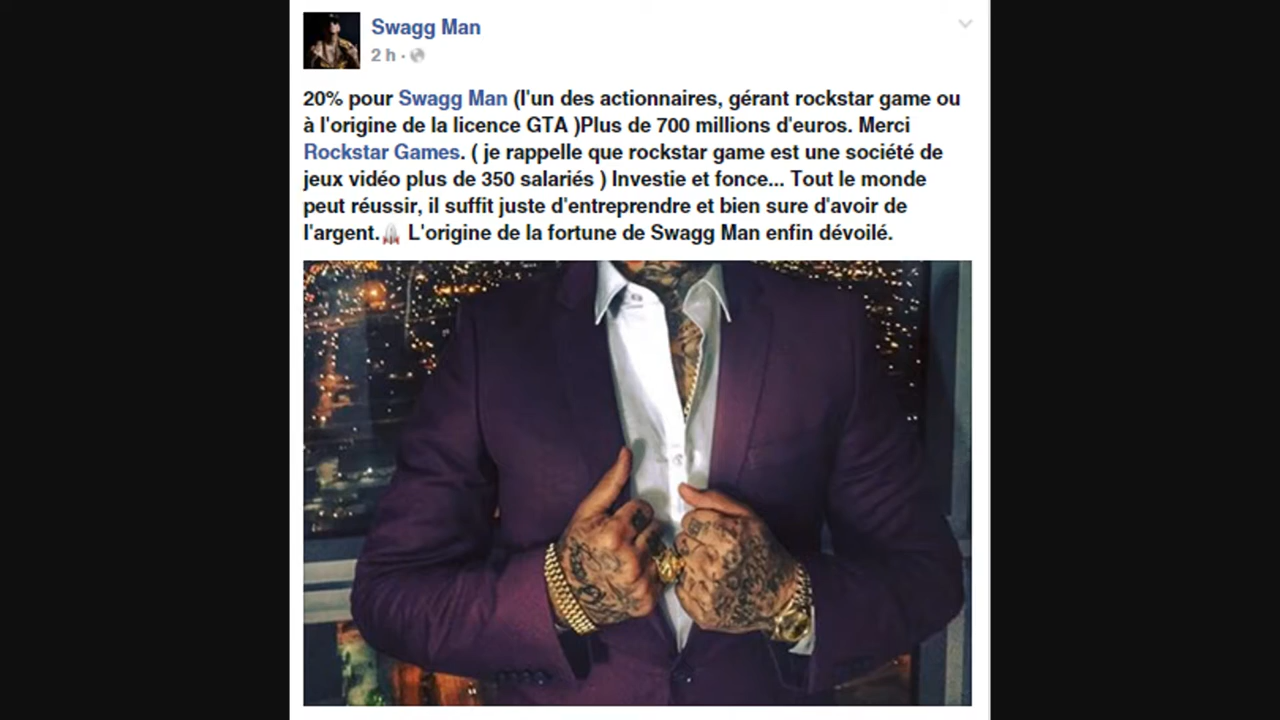 Swagg Man
2 h ·
20% pour Swagg Man (l'un des actionnaires, gérant rockstar game ou
à l'origine de la licence GTA )Plus de 700 millions d'euros. Merci
Rockstar Games. ( je rappelle que rockstar game est une société de
jeux vidéo plus de 350 salariés ) Investie et fonce... Tout le monde
peut réussir, il suffit juste d'entreprendre et bien sure d'avoir de
l'argent.🚀 L'origine de la fortune de Swagg Man enfin dévoilé.